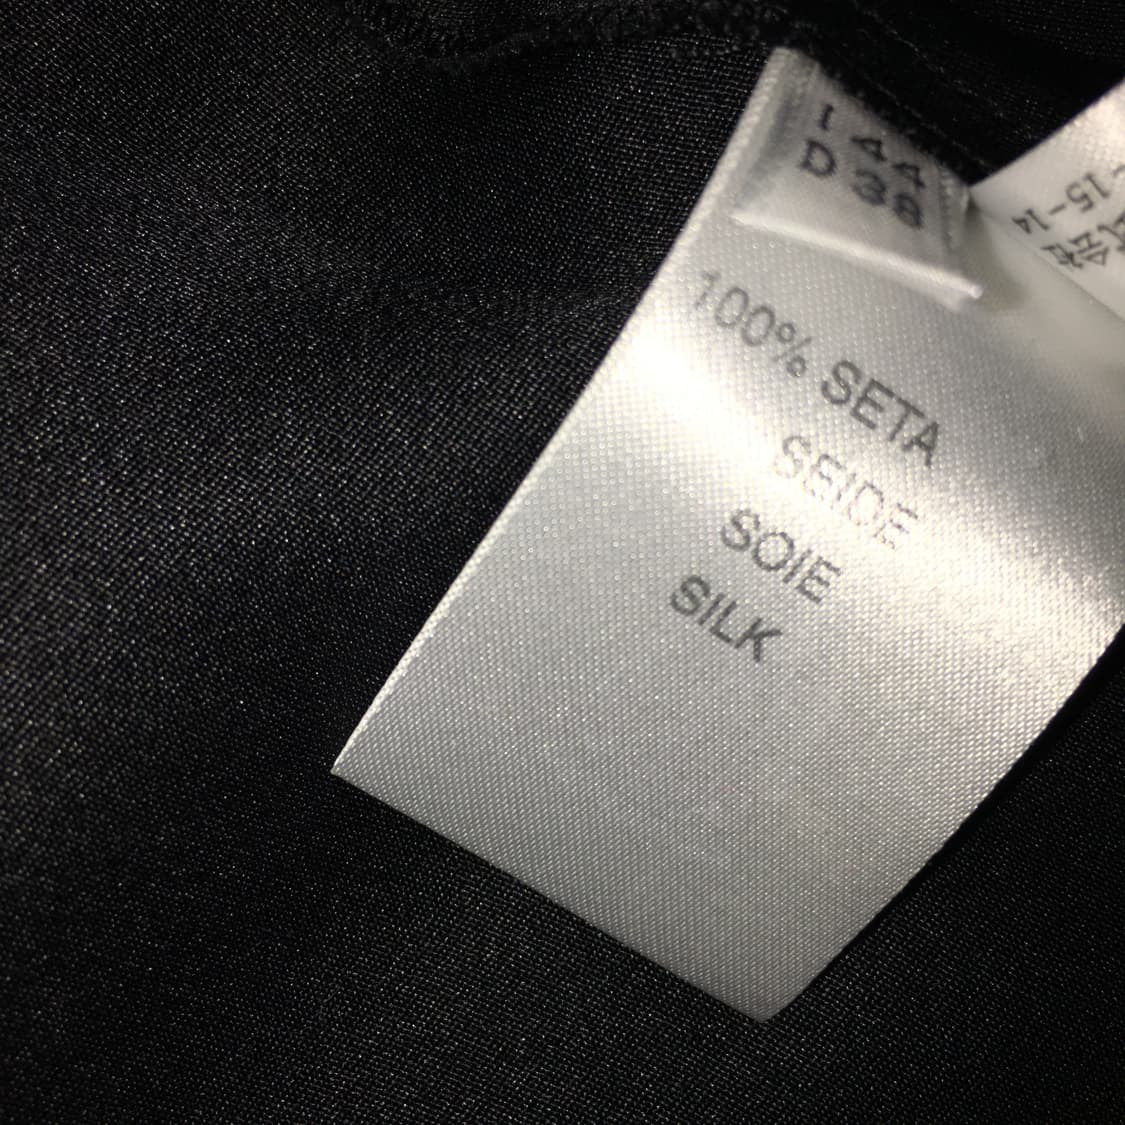 I 44
D 38
100% SETA
SEIDE
SOIE
SILK